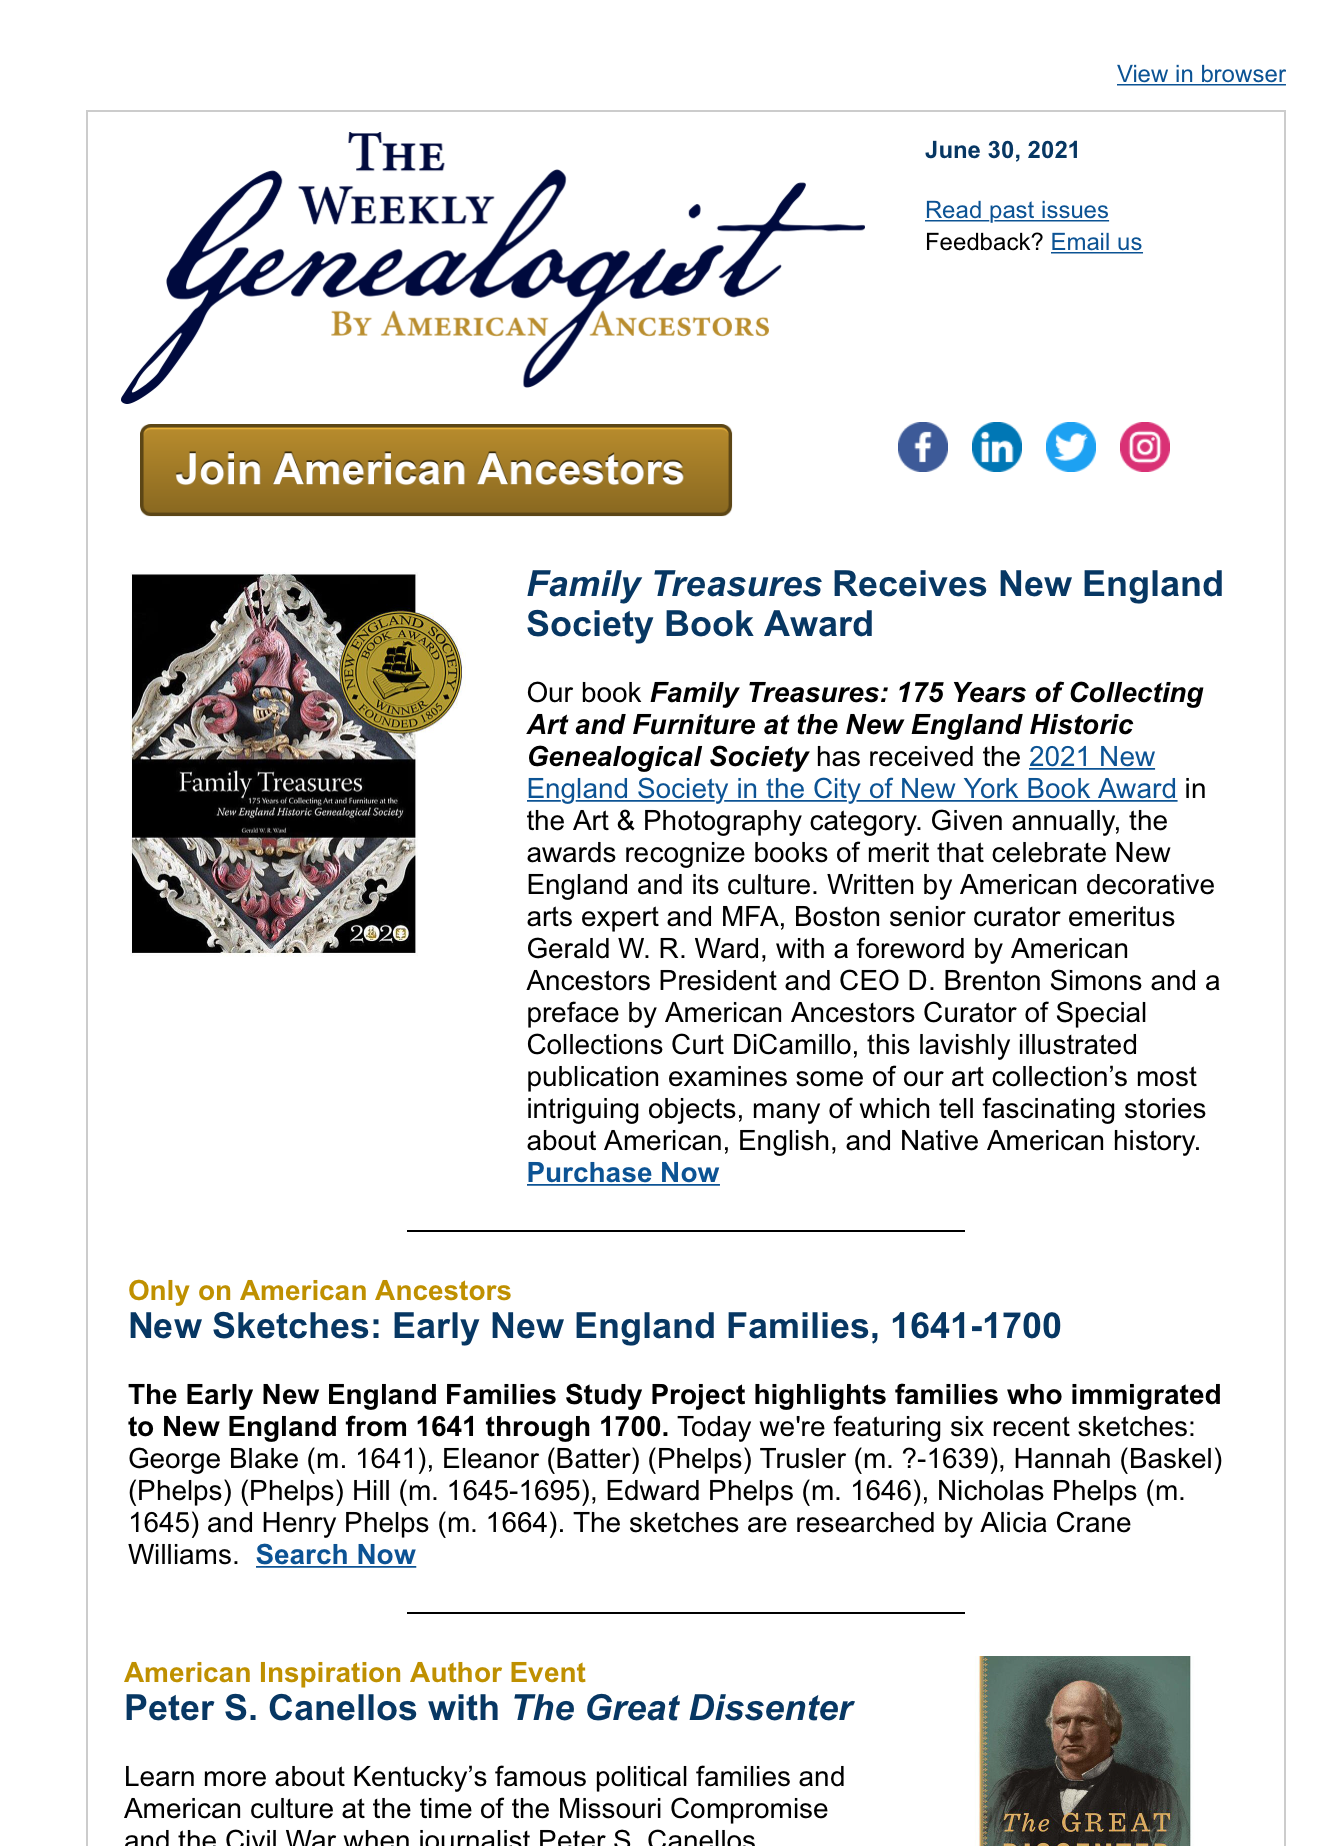 View in browser
THE
WEEKLY
Genealogist
BY AMERICAN ANCESTORS
June 30, 2021
Read past issues
Feedback? Email us
Join American Ancestors
f
in
NEW ENGLAND SOCIETY
BOOK AWARD
WINNER
FOUNDED 1805
Family Treasures
175 Years of Collecting Art and Furniture at the
New England Historic Genealogical Society
Gerald W. R. Ward
2020
Family Treasures Receives New England
Society Book Award
Our book Family Treasures: 175 Years of Collecting
Art and Furniture at the New England Historic
Genealogical Society has received the 2021 New
England Society in the City of New York Book Award in
the Art & Photography category. Given annually, the
awards recognize books of merit that celebrate New
England and its culture. Written by American decorative
arts expert and MFA, Boston senior curator emeritus
Gerald W. R. Ward, with a foreword by American
Ancestors President and CEO D. Brenton Simons and a
preface by American Ancestors Curator of Special
Collections Curt DiCamillo, this lavishly illustrated
publication examines some of our art collection’s most
intriguing objects, many of which tell fascinating stories
about American, English, and Native American history.
Purchase Now
Only on American Ancestors
New Sketches: Early New England Families, 1641-1700
The Early New England Families Study Project highlights families who immigrated
to New England from 1641 through 1700. Today we're featuring six recent sketches:
George Blake (m. 1641), Eleanor (Batter) (Phelps) Trusler (m. ?-1639), Hannah (Baskel)
(Phelps) (Phelps) Hill (m. 1645-1695), Edward Phelps (m. 1646), Nicholas Phelps (m.
1645) and Henry Phelps (m. 1664). The sketches are researched by Alicia Crane
Williams. Search Now
American Inspiration Author Event
Peter S. Canellos with The Great Dissenter
Learn more about Kentucky’s famous political families and
American culture at the time of the Missouri Compromise
and the Civil War when journalist Peter S. Canellos
The GREAT
DISSENTER